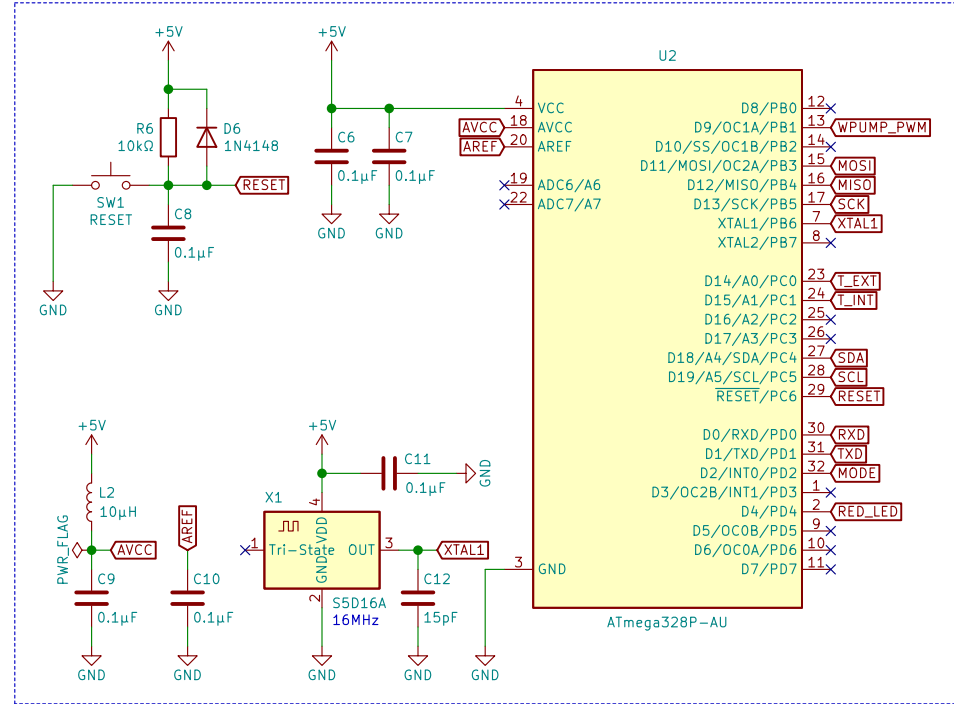 +5V
R6
10kΩ
D6
1N4148
SW1
RESET
RESET
C8
0.1µF
GND
GND
+5V
C6
0.1µF
C7
0.1µF
GND
GND
U2
4 VCC
AVCC 18 AVCC
AREF 20 AREF
19 ADC6/A6
22 ADC7/A7
3 GND
D8/PB0 12
D9/OC1A/PB1 13 WPUMP_PWM
D10/SS/OC1B/PB2 14
D11/MOSI/OC2A/PB3 15 MOSI
D12/MISO/PB4 16 MISO
D13/SCK/PB5 17 SCK
XTAL1/PB6 7 XTAL1
XTAL2/PB7 8
D14/A0/PC0 23 T_EXT
D15/A1/PC1 24 T_INT
D16/A2/PC2 25
D17/A3/PC3 26
D18/A4/SDA/PC4 27 SDA
D19/A5/SCL/PC5 28 SCL
RESET/PC6 29 RESET
D0/RXD/PD0 30 RXD
D1/TXD/PD1 31 TXD
D2/INT0/PD2 32 MODE
D3/OC2B/INT1/PD3 1
D4/PD4 2 RED_LED
D5/OC0B/PD5 9
D6/OC0A/PD6 10
D7/PD7 11
ATmega328P-AU
GND
+5V
L2
10µH
PWR_FLAG
AVCC
C9
0.1µF
GND
AREF
C10
0.1µF
GND
+5V
C11
0.1µF
GND
X1
4
VDD
1 Tri-State OUT 3
GND
2
S5D16A
16MHz
GND
XTAL1
C12
15pF
GND